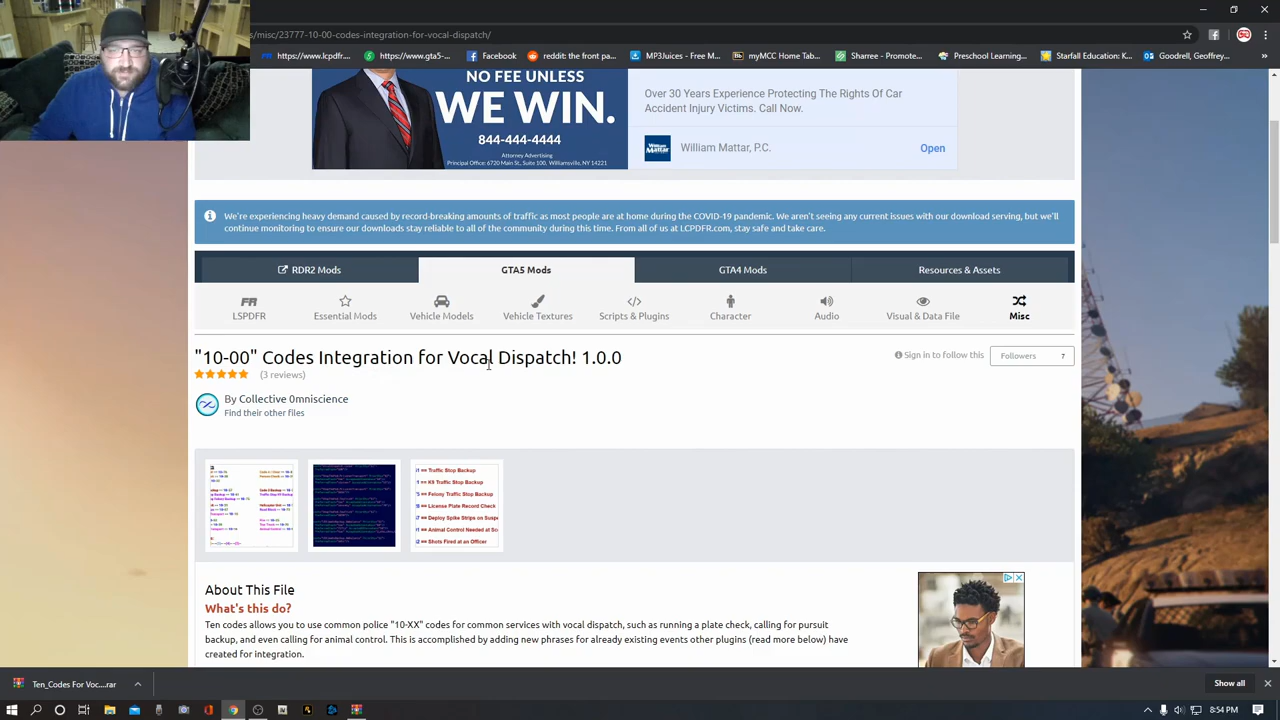 s/misc/23777-10-00-codes-integration-for-vocal-dispatch/
https://www.lcpdfr....
https://www.gta5-...
Facebook
reddit: the front pa...
MP3Juices - Free M...
myMCC Home Tab...
Sharree - Promote...
Preschool Learning...
Starfall Education: K...
Goodrell, Geoffrey...
NO FEE UNLESS
WE WIN.
844-444-4444
Attorney Advertising
Principal Office: 6720 Main St., Suite 100, Williamsville, NY 14221
Over 30 Years Experience Protecting The Rights Of Car
Accident Injury Victims. Call Now.
William Mattar, P.C.
Open
We're experiencing heavy demand caused by record-breaking amounts of traffic as most people are at home during the COVID-19 pandemic. We aren't seeing any current issues with our download serving, but we'll
continue monitoring to ensure our downloads stay reliable to all of the community during this time. From all of us at LCPDFR.com, stay safe and take care.
RDR2 Mods
GTA5 Mods
GTA4 Mods
Resources & Assets
LSPDFR
Essential Mods
Vehicle Models
Vehicle Textures
Scripts & Plugins
Character
Audio
Visual & Data File
Misc
"10-00" Codes Integration for Vocal Dispatch! 1.0.0
Sign in to follow this
Followers 7
(3 reviews)
By Collective 0mniscience
Find their other files
== Traffic Stop Backup
== K9 Traffic Stop Backup
== Felony Traffic Stop Backup
== License Plate Record Check
== Deploy Spike Strips on Suspe
== Animal Control Needed at Sc
== Shots Fired at an Officer
About This File
What's this do?
Ten codes allows you to use common police "10-XX" codes for common services with vocal dispatch, such as running a plate check, calling for pursuit
backup, and even calling for animal control. This is accomplished by adding new phrases for already existing events other plugins (read more below) have
created for integration.
Ten_Codes For Voc....rar
Show all
8:54 PM